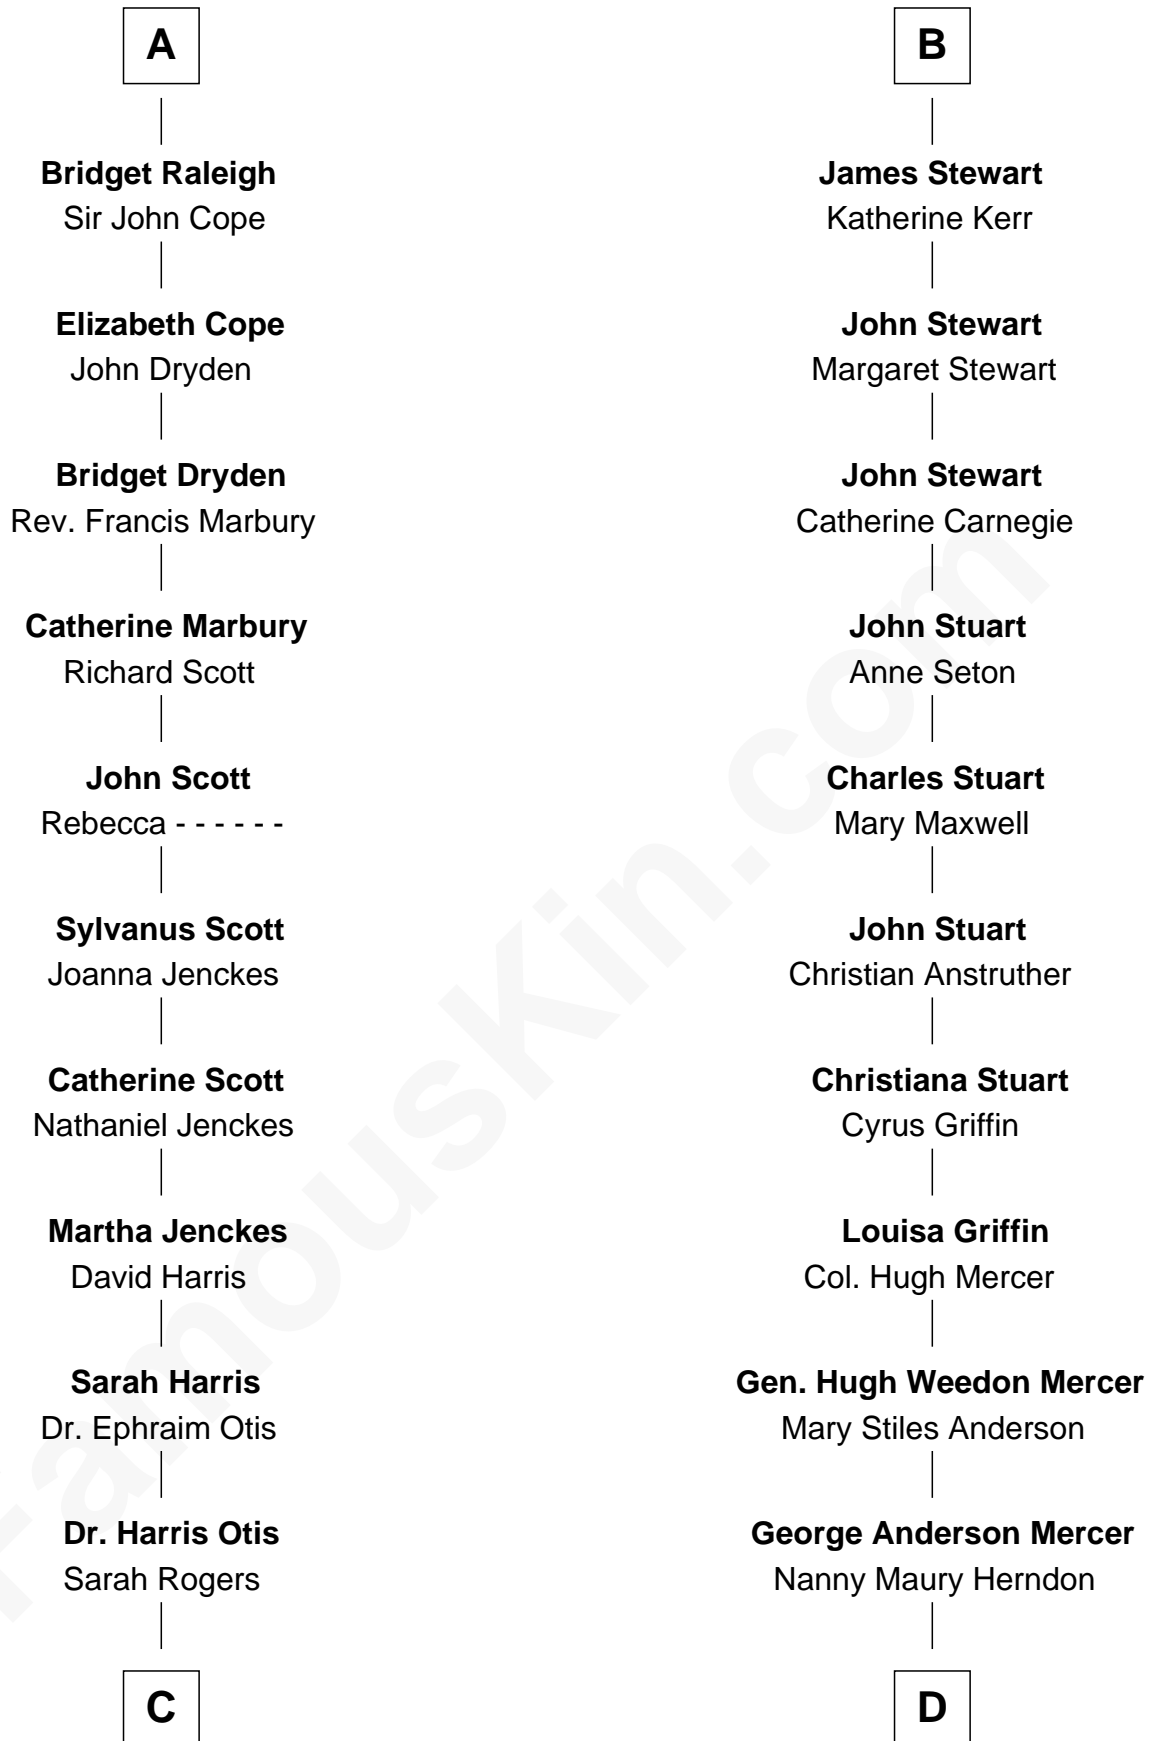 A
Bridget Raleigh
Sir John Cope
Elizabeth Cope
John Dryden
Bridget Dryden
Rev. Francis Marbury
Catherine Marbury
Richard Scott
John Scott
Rebecca - - - - - -
Sylvanus Scott
Joanna Jenckes
Catherine Scott
Nathaniel Jenckes
Martha Jenckes
David Harris
Sarah Harris
Dr. Ephraim Otis
Dr. Harris Otis
Sarah Rogers
C
B
James Stewart
Katherine Kerr
John Stewart
Margaret Stewart
John Stewart
Catherine Carnegie
John Stuart
Anne Seton
Charles Stuart
Mary Maxwell
John Stuart
Christian Anstruther
Christiana Stuart
Cyrus Griffin
Louisa Griffin
Col. Hugh Mercer
Gen. Hugh Weedon Mercer
Mary Stiles Anderson
George Anderson Mercer
Nanny Maury Herndon
D
FamousKin.com